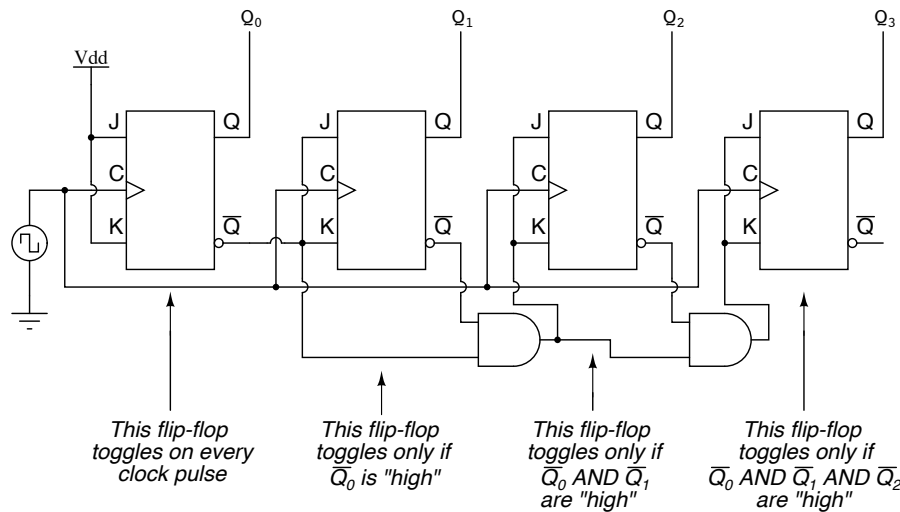 Q0 Q1 Q2 Q3
Vdd
J Q J Q J Q J Q
C C C C
K Q̅ K Q̅ K Q̅ K Q̅
This flip-flop
toggles on every
clock pulse
This flip-flop
toggles only if
Q̅0 is "high"
This flip-flop
toggles only if
Q̅0 AND Q̅1
are "high"
This flip-flop
toggles only if
Q̅0 AND Q̅1 AND Q̅2
are "high"